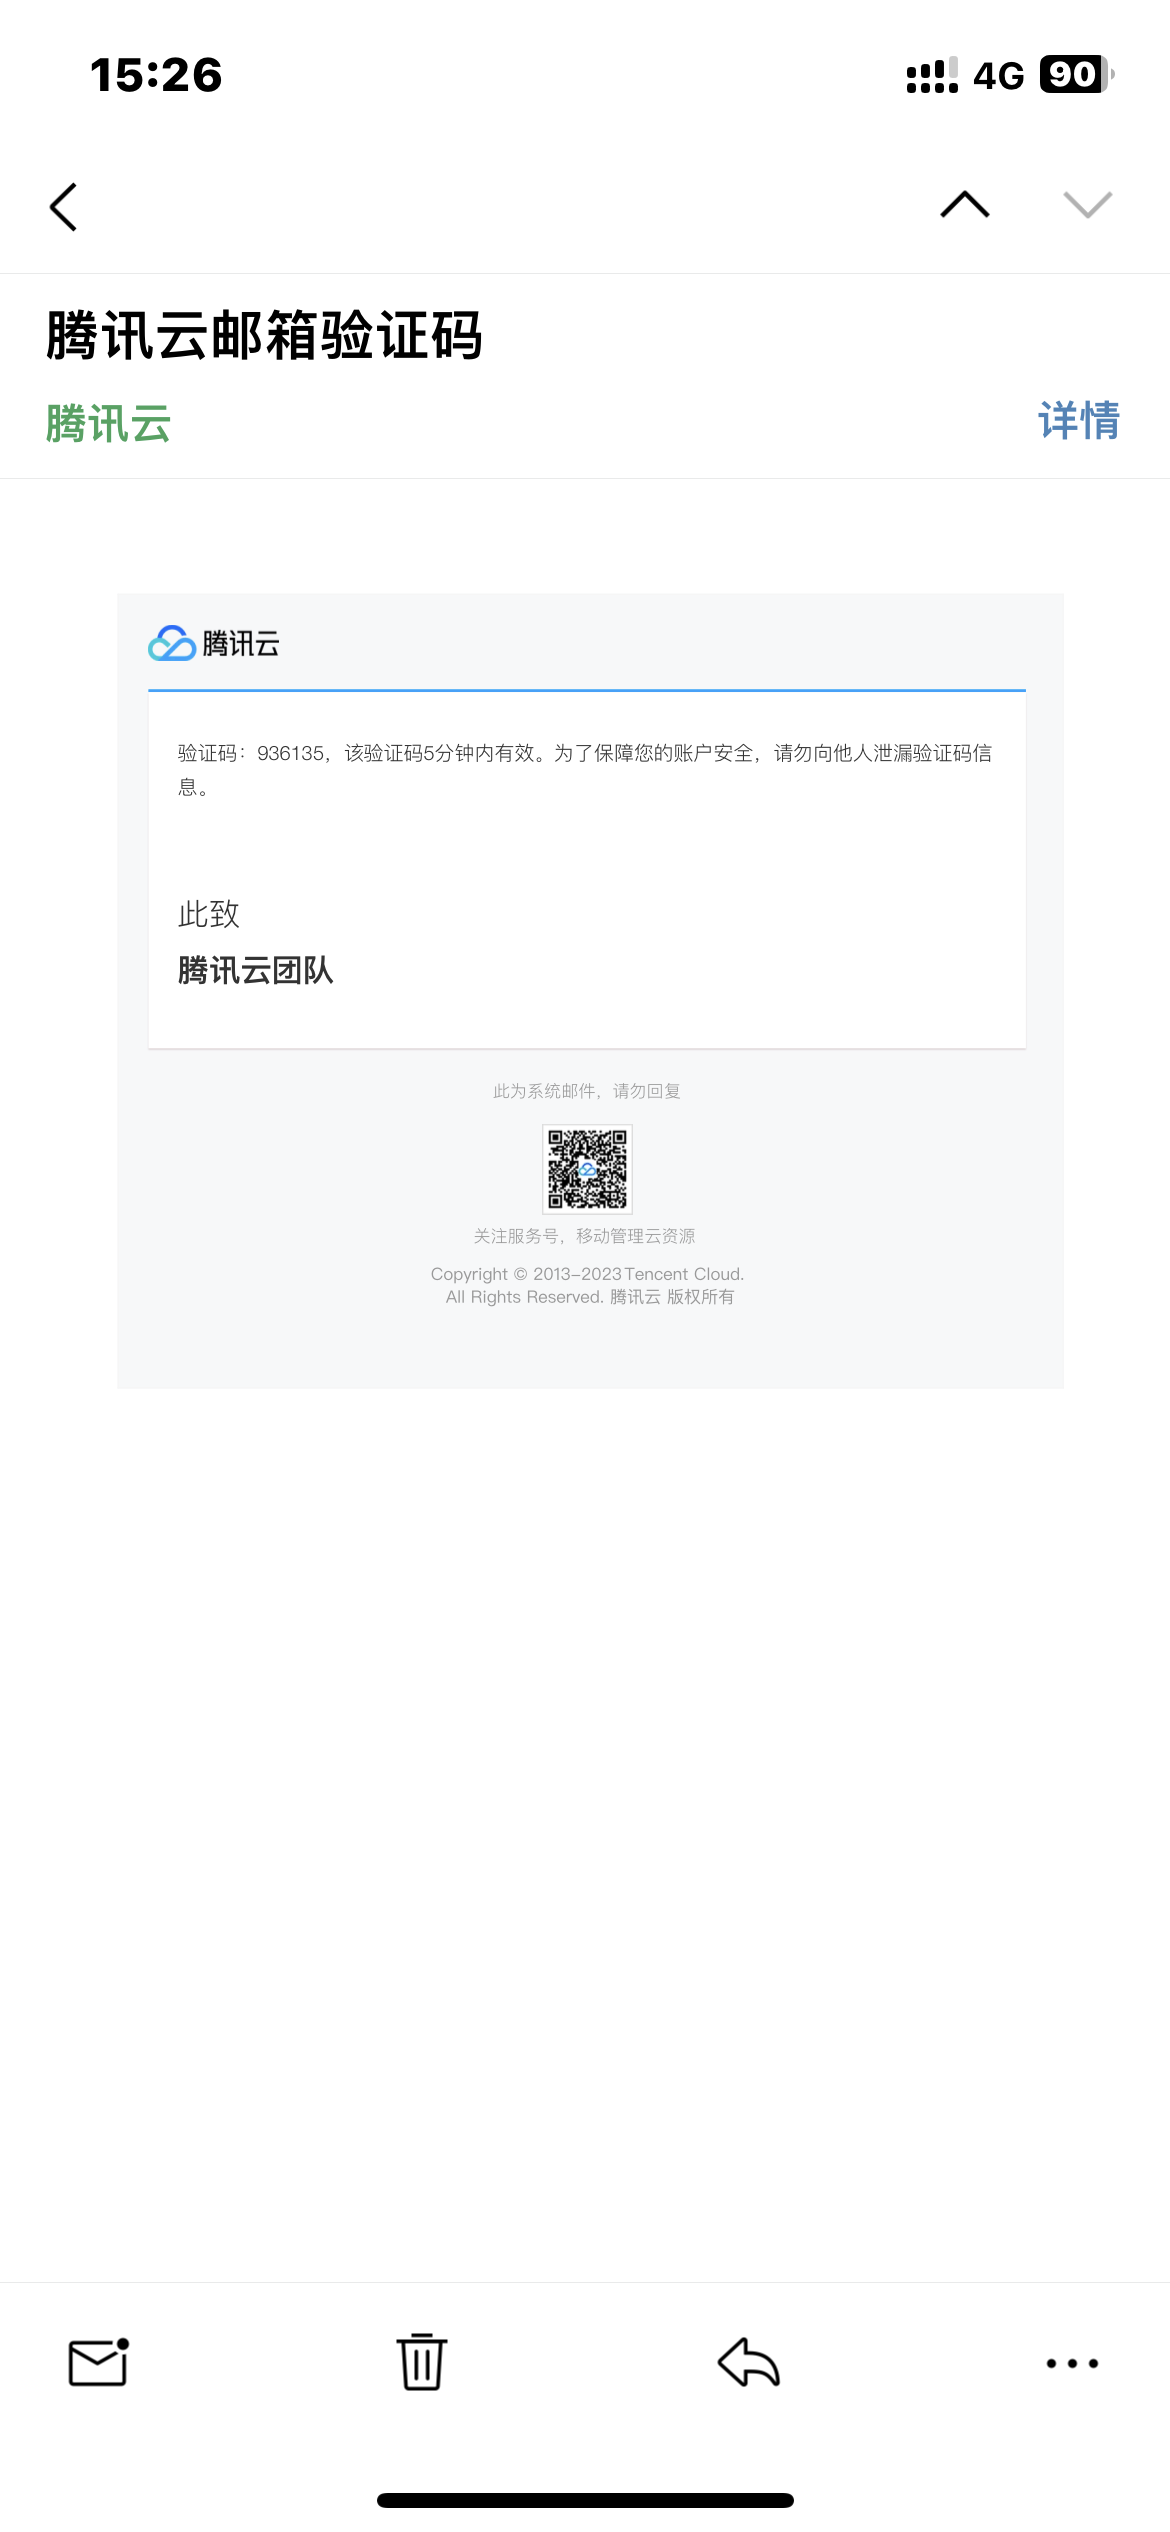 15:26
4G
90
腾讯云邮箱验证码
腾讯云
详情
腾讯云
验证码：936135，该验证码5分钟内有效。为了保障您的账户安全，请勿向他人泄漏验证码信
息。
此致
腾讯云团队
此为系统邮件，请勿回复
关注服务号，移动管理云资源
Copyright © 2013-2023Tencent Cloud.
All Rights Reserved. 腾讯云 版权所有